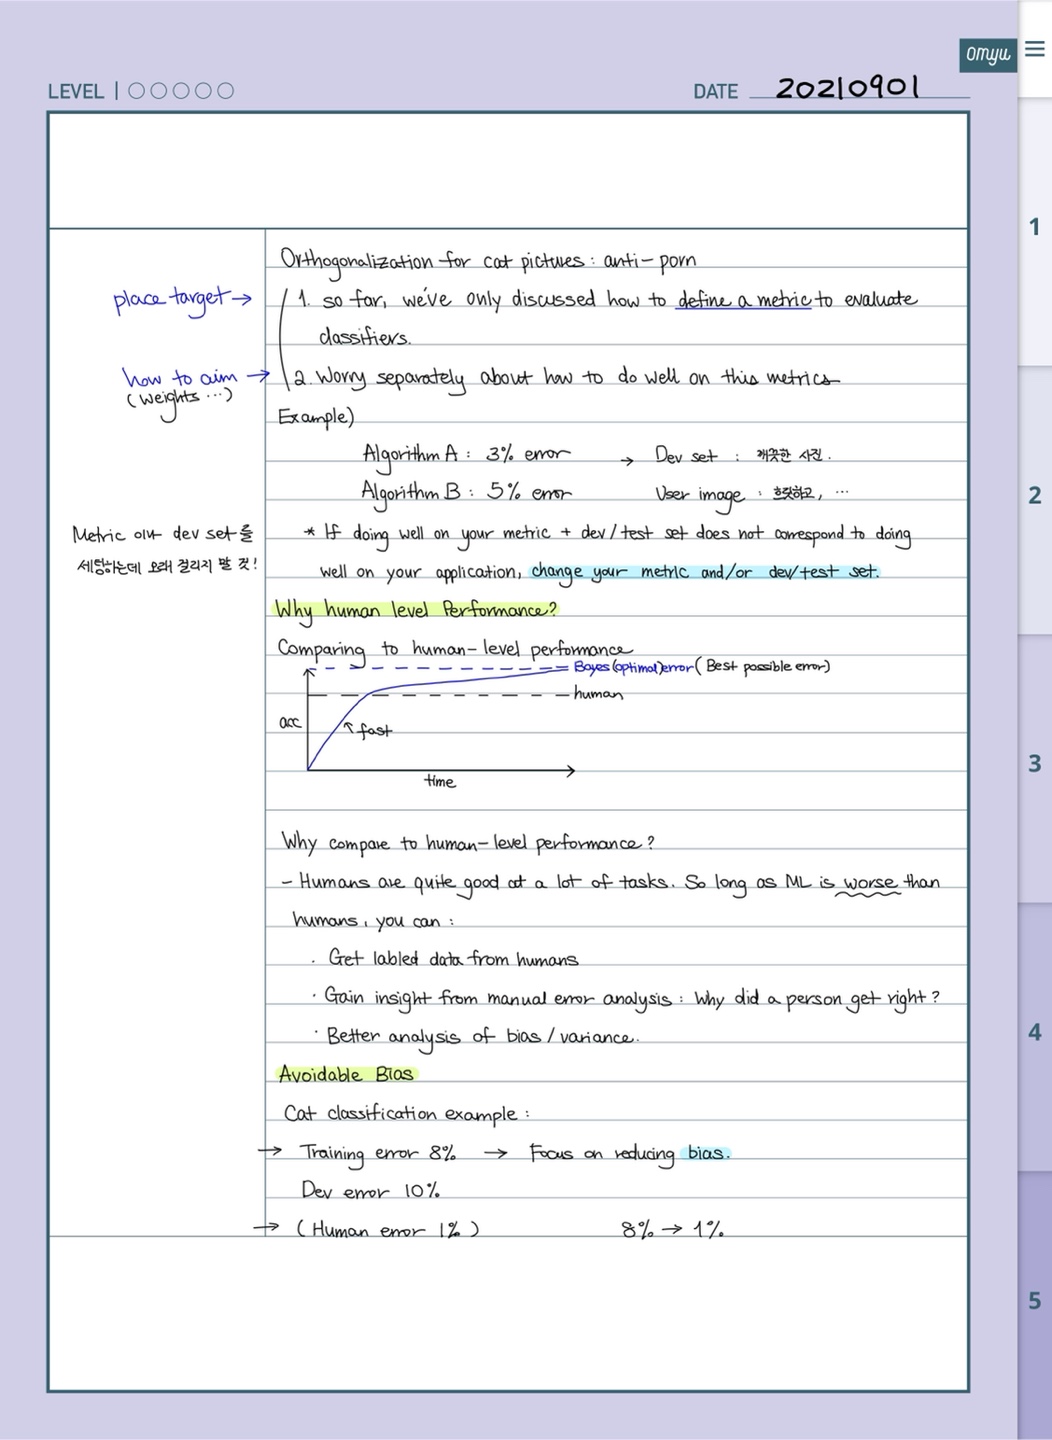 omyu
LEVEL
DATE 20210901
Orthogonalization for cat pictures : anti-porn
place target →
1. so far, we've only discussed how to define a metric to evaluate
classifiers.
how to aim →
(Weights ...)
2. Worry separately about how to do well on this metrics
Example)
Algorithm A : 3% error → Dev set : 깨끗한 사진.
Algorithm B : 5% error User image : 흐릿하고, ...
Metric 이나 dev set를
세팅하는데 오래 걸리지 말 것!
* If doing well on your metric + dev/test set does not correspond to doing
well on your application, change your metric and/or dev/test set.
Why human level Performance?
Comparing to human-level performance
Bayes (optimal) error (Best possible error)
human
acc
fast
time
Why compare to human-level performance?
- Humans are quite good at a lot of tasks. So long as ML is worse than
humans, you can :
· Get labled data from humans
· Gain insight from manual error analysis : Why did a person get right?
· Better analysis of bias/variance.
Avoidable Bias
Cat classification example :
→ Training error 8% → Focus on reducing bias.
Dev error 10%
→ (Human error 1%) 8% → 1%
1
2
3
4
5